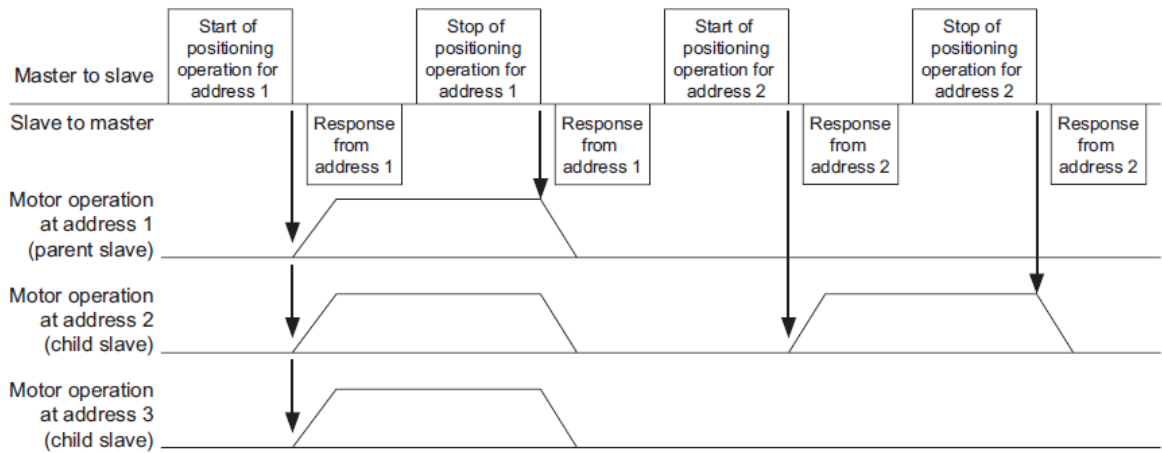 Start of
positioning
operation for
address 1
Stop of
positioning
operation for
address 1
Start of
positioning
operation for
address 2
Stop of
positioning
operation for
address 2
Master to slave
Slave to master
Response
from
address 1
Response
from
address 1
Response
from
address 2
Response
from
address 2
Motor operation
at address 1
(parent slave)
Motor operation
at address 2
(child slave)
Motor operation
at address 3
(child slave)